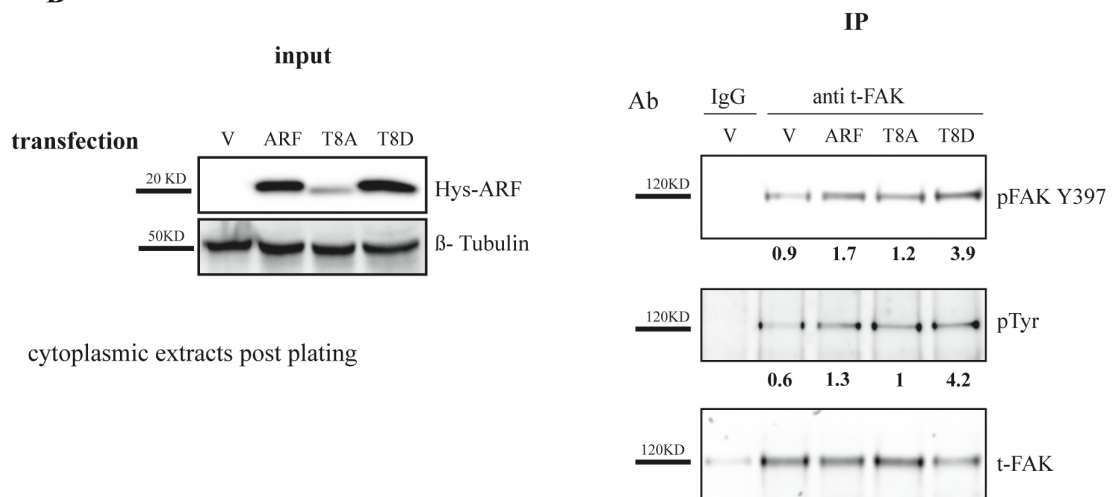 input
transfection V ARF T8A T8D
20 KD Hys-ARF
50KD ß- Tubulin
cytoplasmic extracts post plating
IP
Ab IgG anti t-FAK
V V ARF T8A T8D
120KD pFAK Y397
0.9 1.7 1.2 3.9
120KD pTyr
0.6 1.3 1 4.2
120KD t-FAK